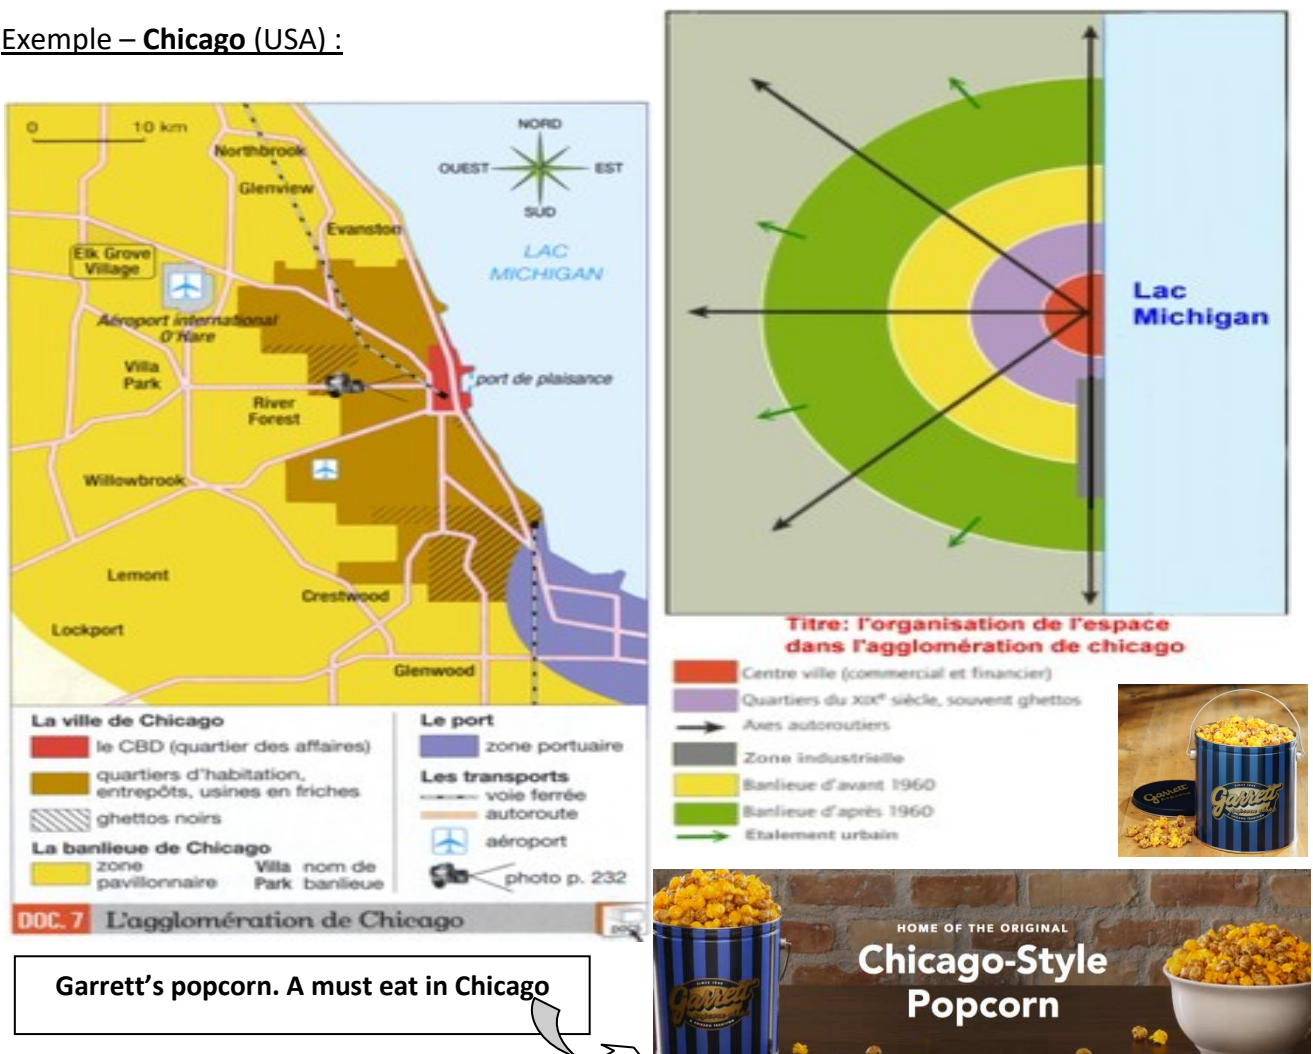 Exemple – Chicago (USA) :
0 10 km
NORD
OUEST EST
SUD
Northbrook
Glenview
Evanston
LAC
MICHIGAN
Elk Grove
Village
Aéroport international
O'Hare
Villa
Park
port de plaisance
River
Forest
Willowbrook
Lemont
Crestwood
Lockport
Glenwood
La ville de Chicago
le CBD (quartier des affaires)
quartiers d'habitation,
entrepôts, usines en friches
ghettos noirs
La banlieue de Chicago
zone
pavillonnaire
Villa nom de
Park banlieue
Le port
zone portuaire
Les transports
voie ferrée
autoroute
aéroport
photo p. 232
DOC. 7 L'agglomération de Chicago
Lac
Michigan
Titre: l'organisation de l'espace
dans l'agglomération de chicago
Centre ville (commercial et financier)
Quartiers du XIXe siècle, souvent ghettos
Axes autoroutiers
Zone industrielle
Banlieue d'avant 1960
Banlieue d'après 1960
Etalement urbain
Garrett
Garrett
Garrett's popcorn. A must eat in Chicago
Garrett
HOME OF THE ORIGINAL
Chicago-Style
Popcorn